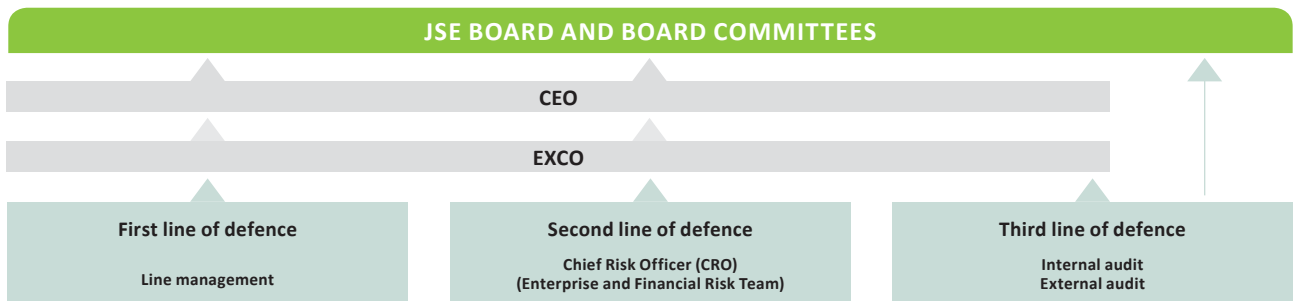 JSE BOARD AND BOARD COMMITTEES
CEO
EXCO
First line of defence
Line management
Second line of defence
Chief Risk Officer (CRO)
(Enterprise and Financial Risk Team)
Third line of defence
Internal audit
External audit